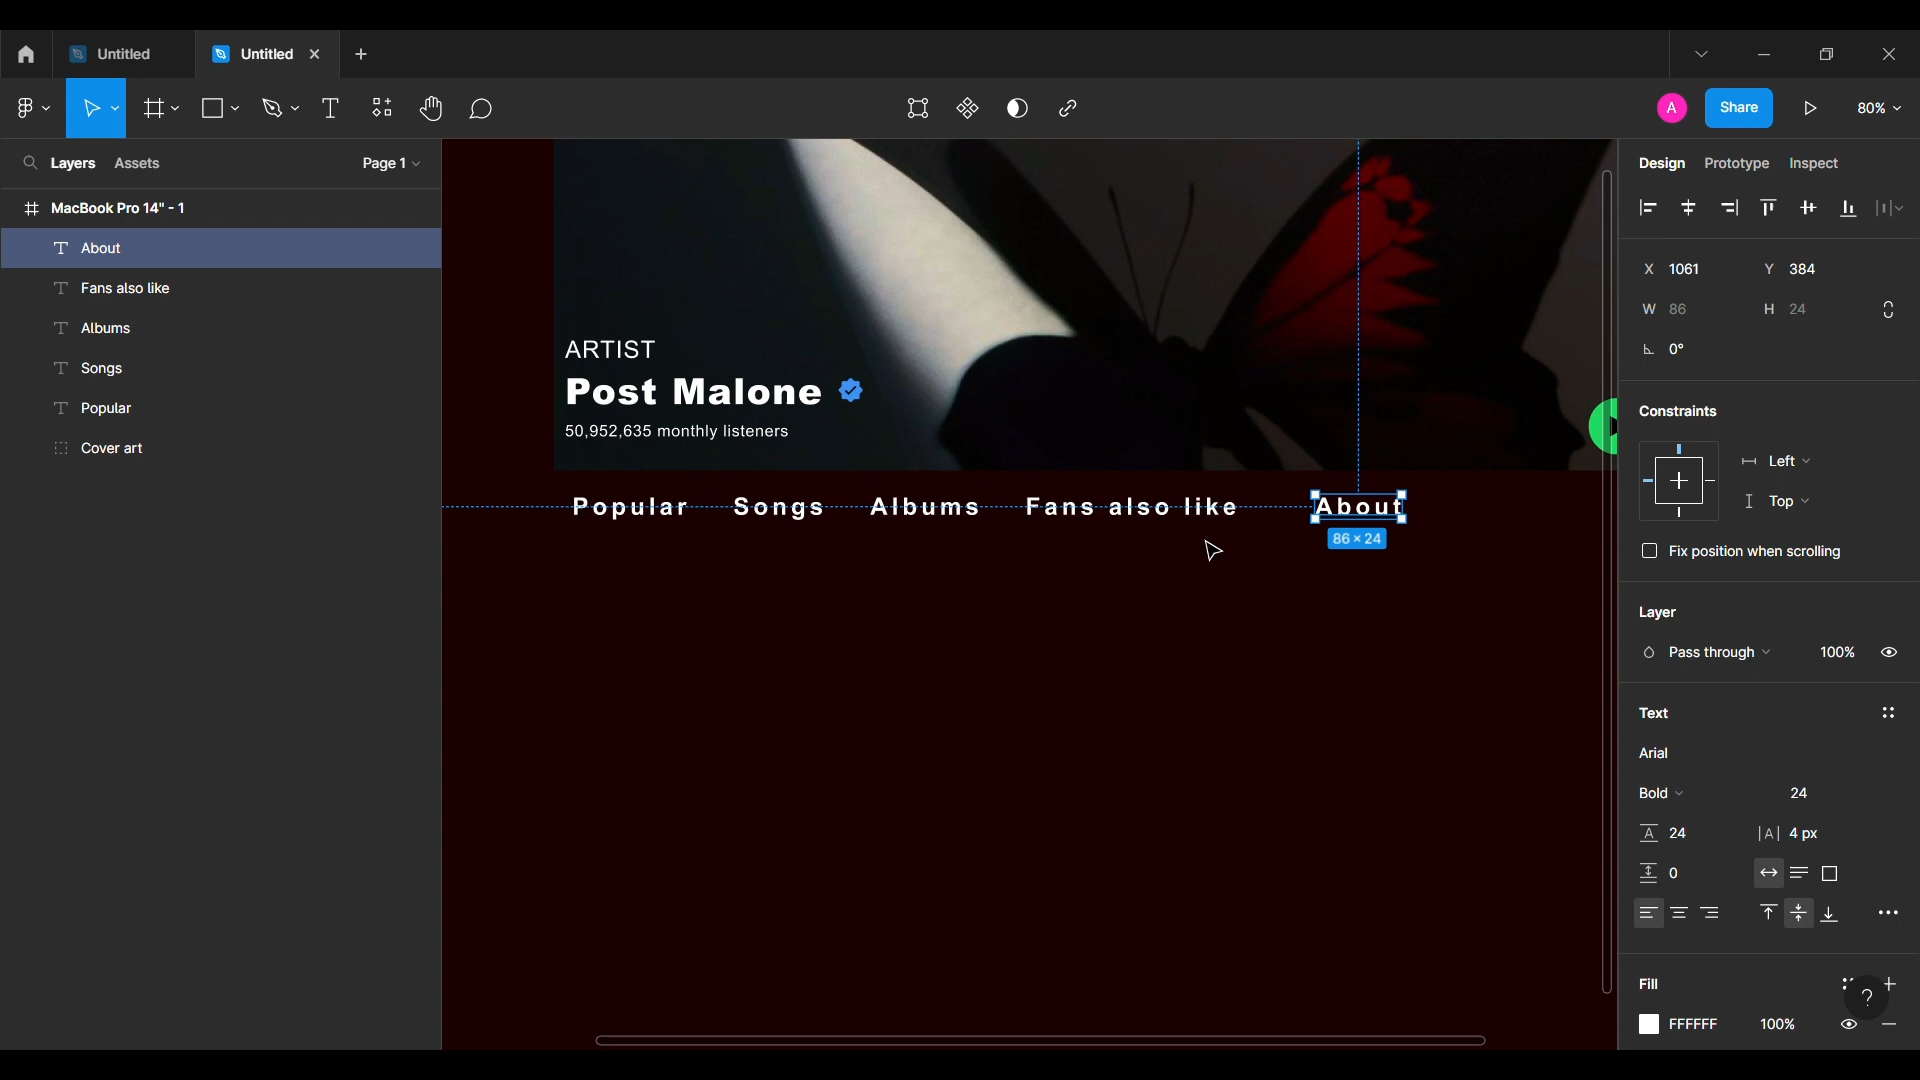 Untitled
Untitled
A
Share
80%
Layers
Assets
Page 1
Design
Prototype
Inspect
MacBook Pro 14" - 1
About
Fans also like
Albums
Songs
Popular
Cover art
ARTIST
Post Malone
50,952,635 monthly listeners
Popular
Songs
Albums
Fans also like
About
86 × 24
X 1061
Y 384
W 86
H 24
0°
Constraints
Left
Top
Fix position when scrolling
Layer
Pass through
100%
Text
Arial
Bold
24
A 24
|A| 4 px
0
Fill
?
FFFFFF
100%